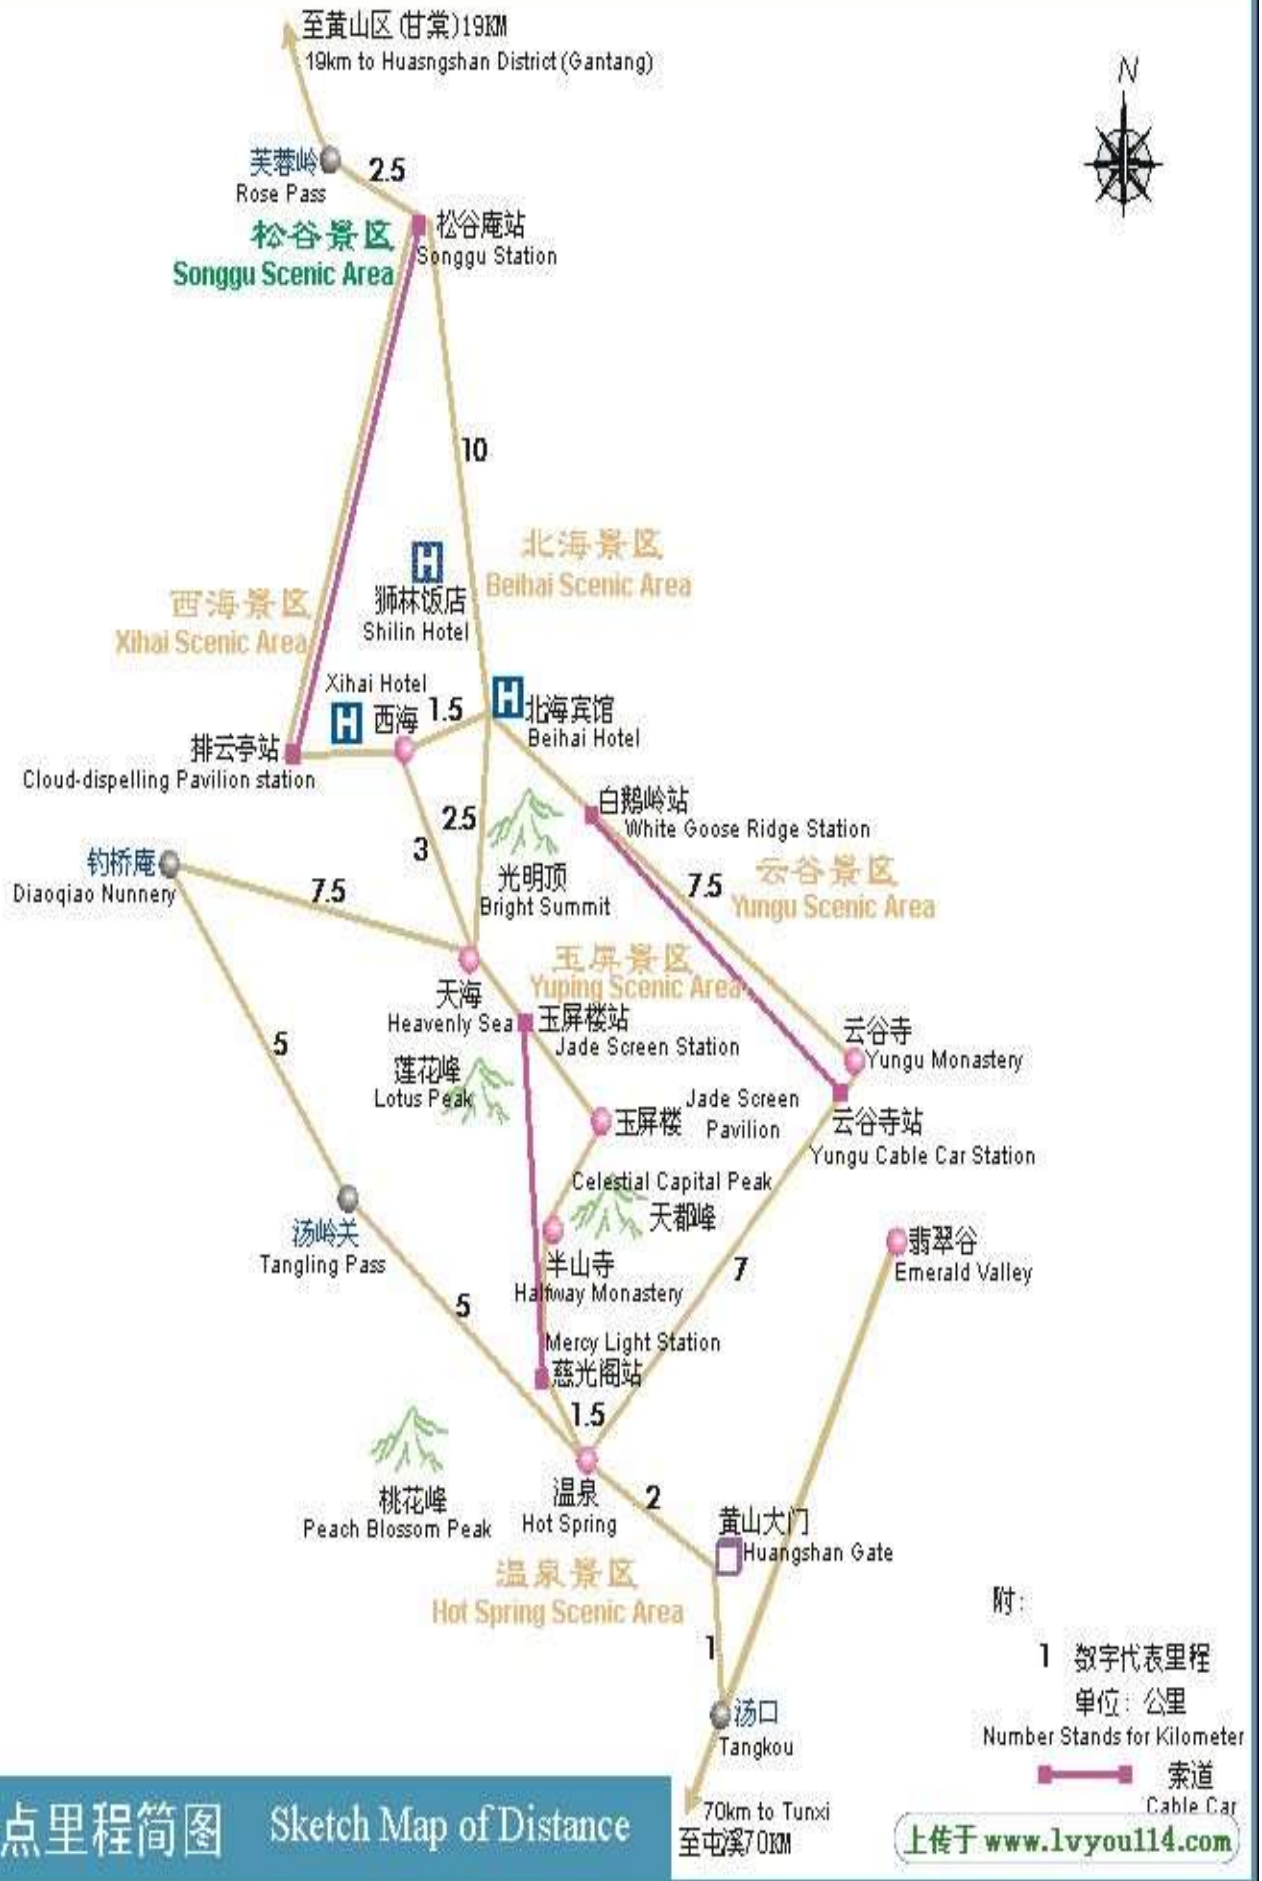 至黄山区(甘棠)19KM
19km to Huasngshan District(Gantang)
N
芙蓉岭
Rose Pass
2.5
松谷景区
Songgu Scenic Area
松谷庵站
Songgu Station
10
北海景区
Beihai Scenic Area
H
狮林饭店
Shilin Hotel
西海景区
Xihai Scenic Area
Xihai Hotel
H
西海
1.5
H
北海宾馆
Beihai Hotel
排云亭站
Cloud-dispelling Pavilion station
白鹅岭站
White Goose Ridge Station
2.5
3
钓桥庵
Diaoqiao Nunnery
7.5
光明顶
Bright Summit
7.5
云谷景区
Yungu Scenic Area
玉屏景区
Yuping Scenic Area
天海
Heavenly Sea
玉屏楼站
Jade Screen Station
云谷寺
Yungu Monastery
5
莲花峰
Lotus Peak
玉屏楼
Jade Screen
Pavilion
云谷寺站
Yungu Cable Car Station
Celestial Capital Peak
天都峰
汤岭关
Tangling Pass
半山寺
Halfway Monastery
7
翡翠谷
Emerald Valley
5
Mercy Light Station
慈光阁站
1.5
桃花峰
Peach Blossom Peak
温泉
Hot Spring
2
黄山大门
Huangshan Gate
温泉景区
Hot Spring Scenic Area
1
汤口
Tangkou
70km to Tunxi
至屯溪70KM
附:
1 数字代表里程
单位: 公里
Number Stands for Kilometer
索道
Cable Car
点里程简图 Sketch Map of Distance
上传于 www.lvyou114.com